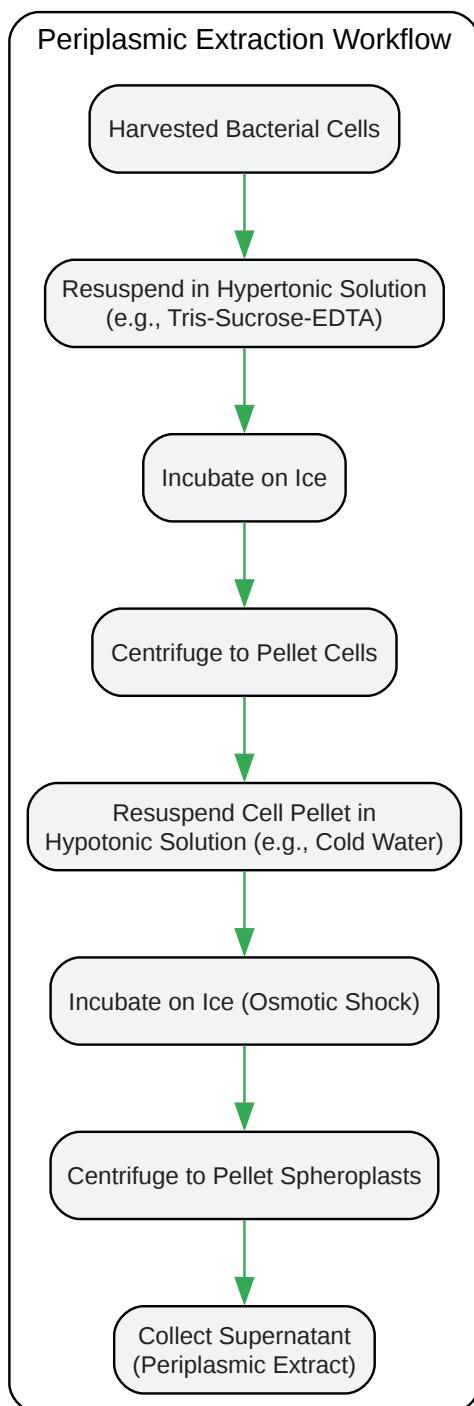 Periplasmic Extraction Workflow
Harvested Bacterial Cells
Resuspend in Hypertonic Solution
(e.g., Tris-Sucrose-EDTA)
Incubate on Ice
Centrifuge to Pellet Cells
Resuspend Cell Pellet in
Hypotonic Solution (e.g., Cold Water)
Incubate on Ice (Osmotic Shock)
Centrifuge to Pellet Spheroplasts
Collect Supernatant
(Periplasmic Extract)